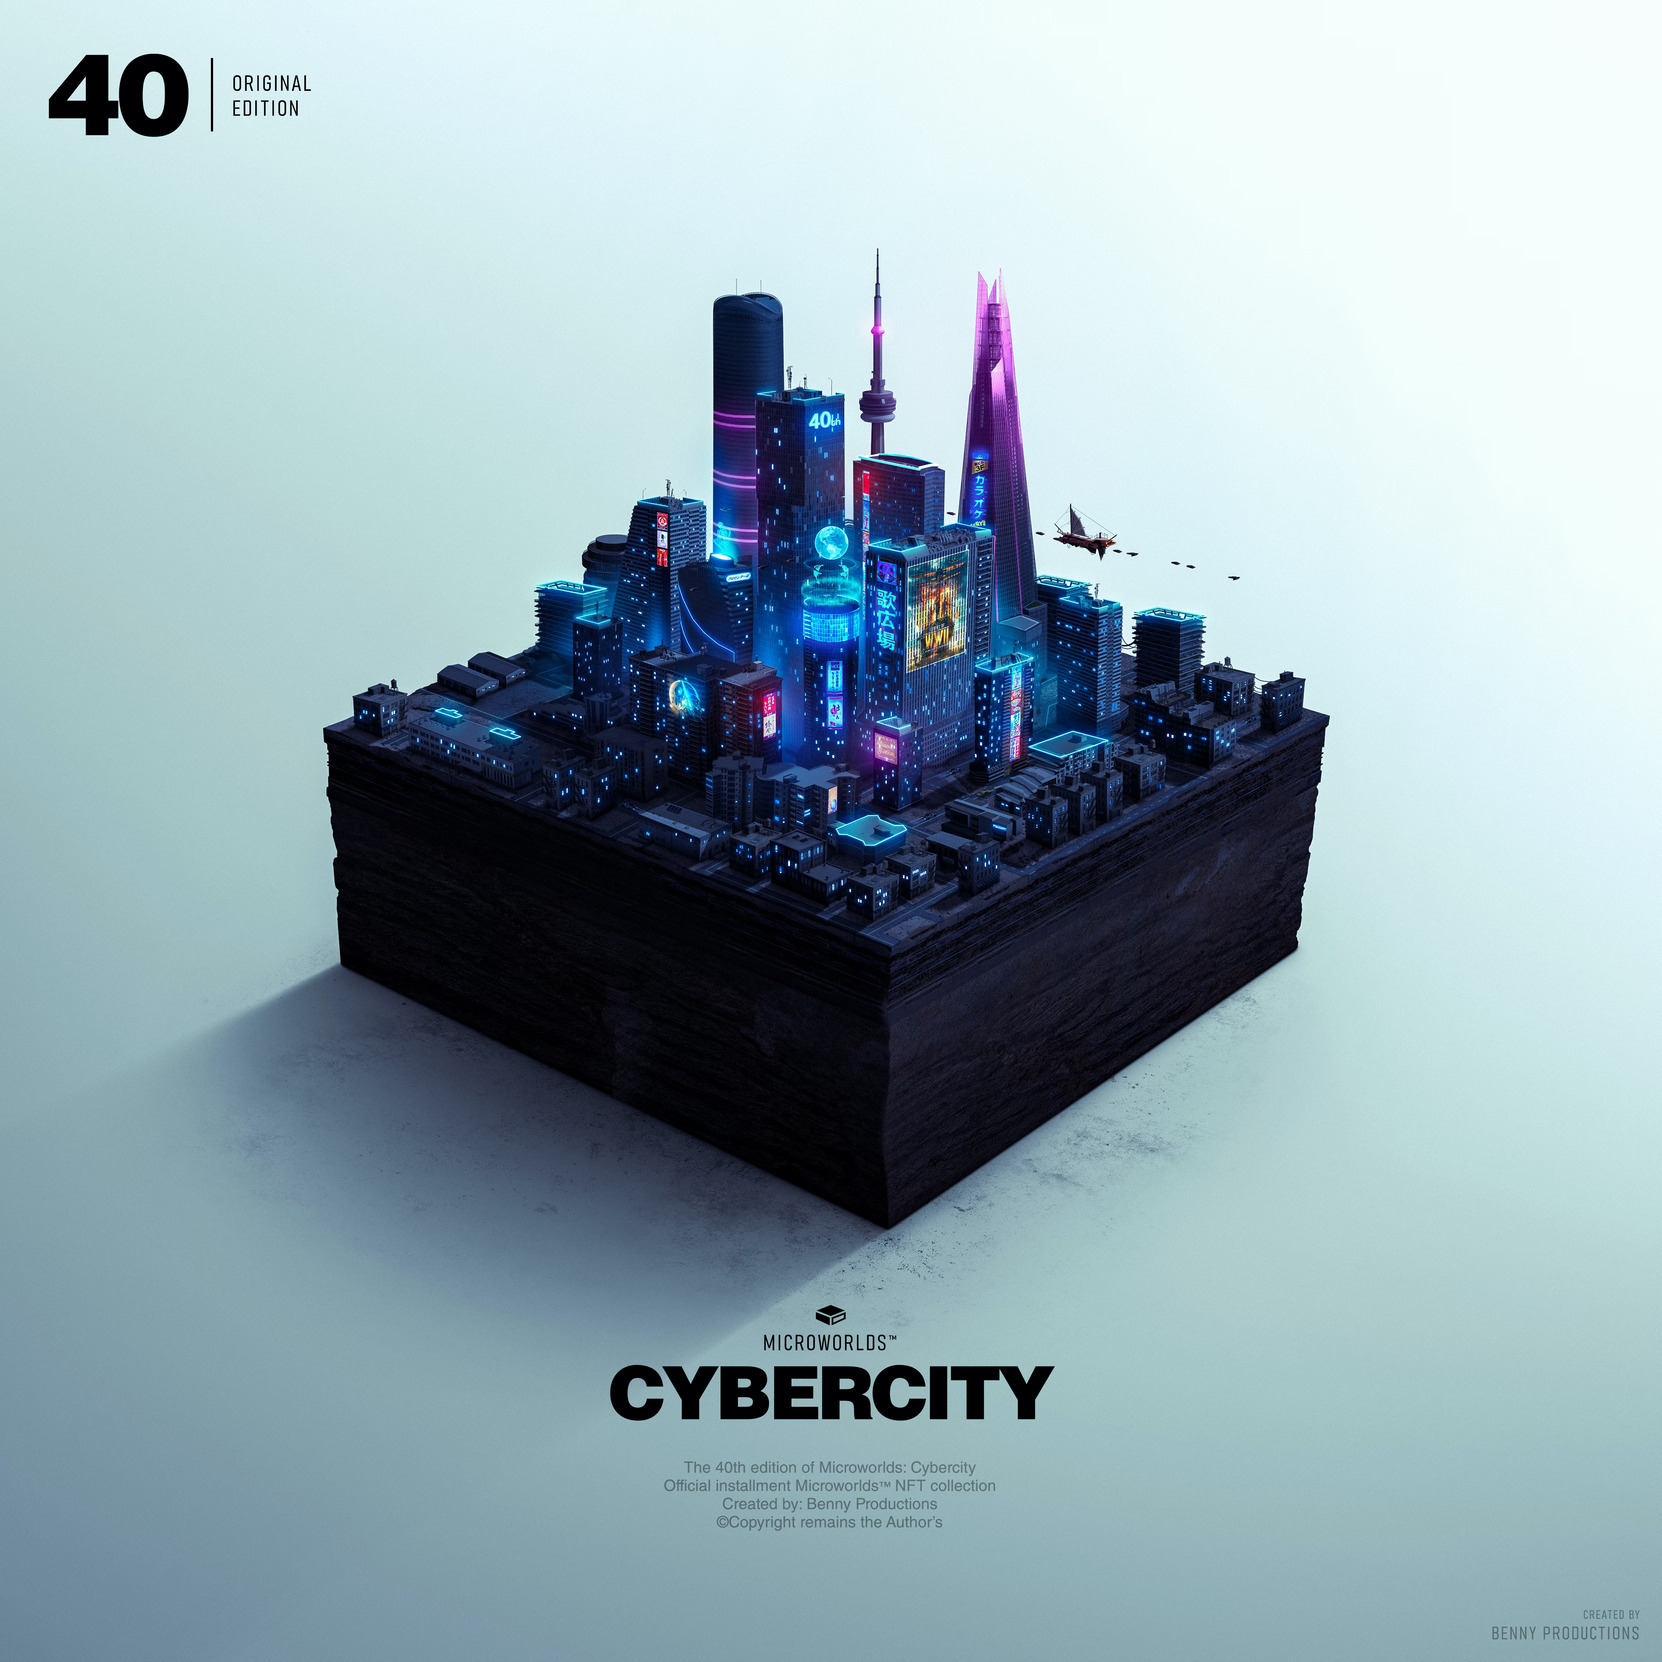 40
ORIGINAL
EDITION
40th
カラオケ
歌広場
WWII
MICROWORLDS™
CYBERCITY
The 40th edition of Microworlds: Cybercity
Official installment Microworlds™ NFT collection
Created by: Benny Productions
©Copyright remains the Author's
CREATED BY
BENNY PRODUCTIONS